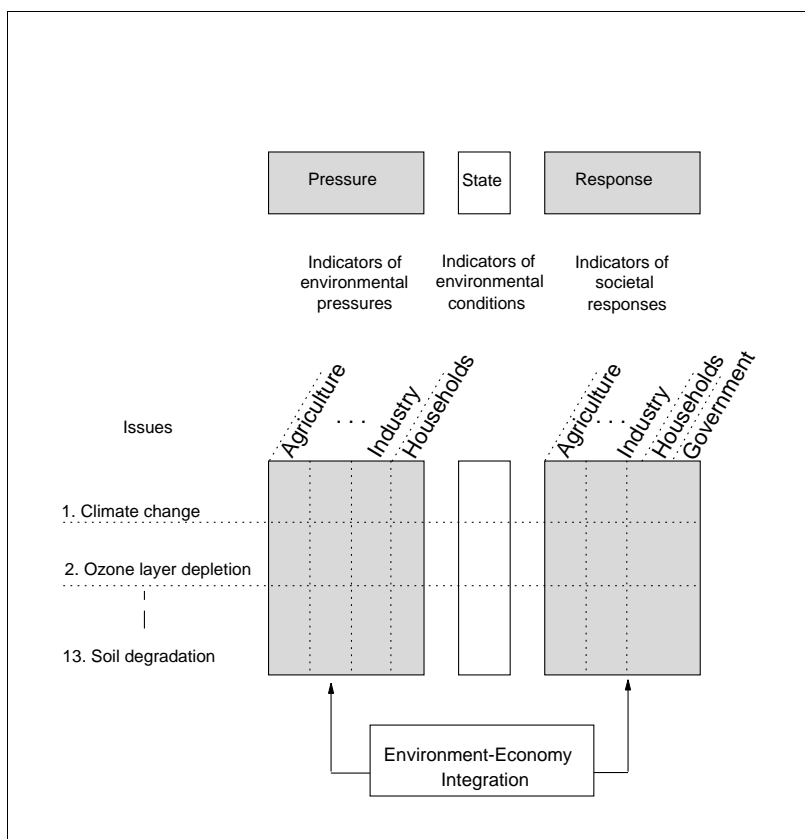 Pressure
State
Response
Indicators of
environmental
pressures
Indicators of
environmental
conditions
Indicators of
societal
responses
Issues
Agriculture
. . .
Industry
Households
Agriculture
. . .
Industry
Households
Government
1. Climate change
2. Ozone layer depletion
13. Soil degradation
Environment-Economy
Integration